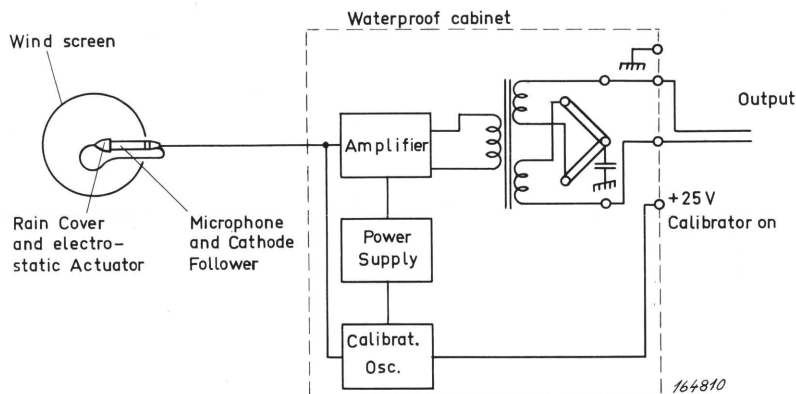 Waterproof cabinet
Wind screen
Output
Amplifier
+25 V
Calibrator on
Rain Cover
and electro-
static Actuator
Microphone
and Cathode
Follower
Power
Supply
Calibrat.
Osc.
164810